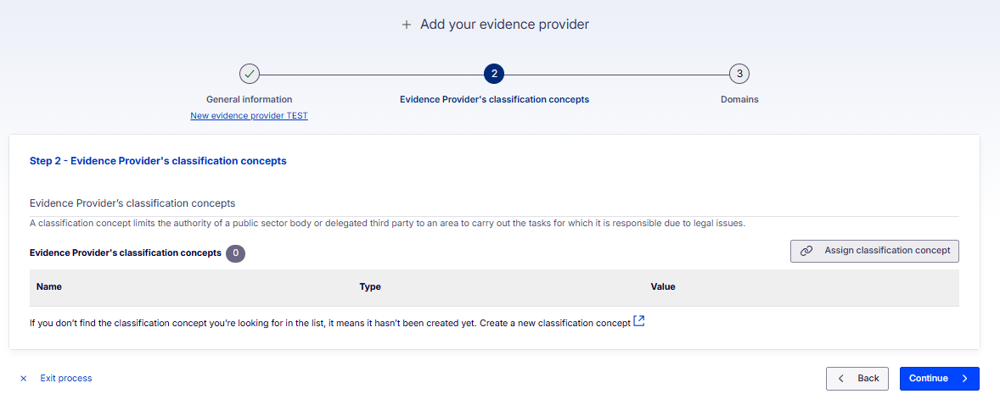 Add your evidence provider
2
3
General information
Evidence Provider's classification concepts
Domains
New evidence provider TEST
Step 2 - Evidence Provider's classification concepts
Evidence Provider’s classification concepts
A classification concept limits the authority of a public sector body or delegated third party to an area to carry out the tasks for which it is responsible due to legal issues.
Evidence Provider's classification concepts 0
Assign classification concept
Name Type Value
If you don’t find the classification concept you’re looking for in the list, it means it hasn’t been created yet. Create a new classification concept
Exit process
Back
Continue